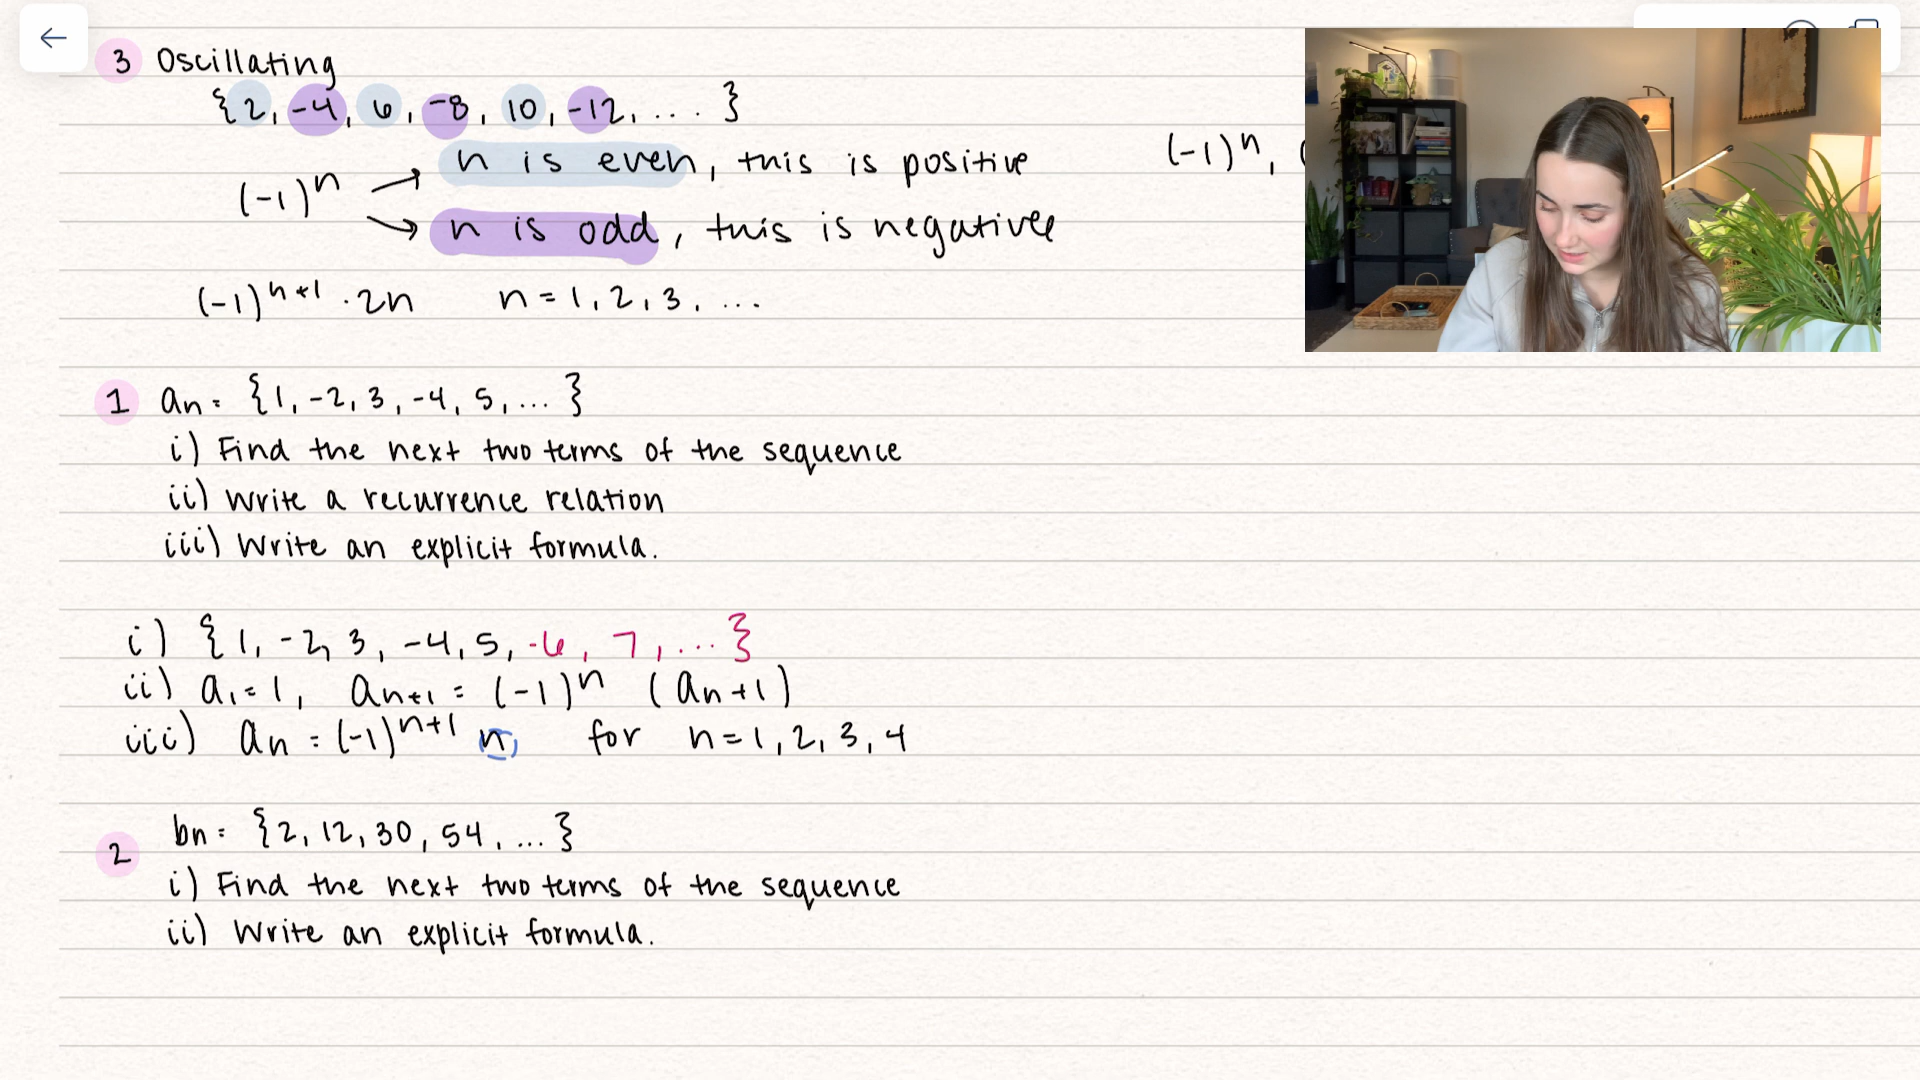 3 Oscillating
{2, -4, 6, -8, 10, -12, ... }
(-1)^n → n is even, this is positive
→ n is odd, this is negative
(-1)^n, (
(-1)^n+1 · 2n n = 1, 2, 3, ...
1 an = {1, -2, 3, -4, 5, ... }
i) Find the next two terms of the sequence
ii) Write a recurrence relation
iii) Write an explicit formula.
i) {1, -2, 3, -4, 5, -6, 7, ... }
ii) a1 = 1, an+1 = (-1)^n (an+1)
iii) an = (-1)^n+1 n for n = 1, 2, 3, 4
2 bn = {2, 12, 30, 54, ... }
i) Find the next two terms of the sequence
ii) Write an explicit formula.